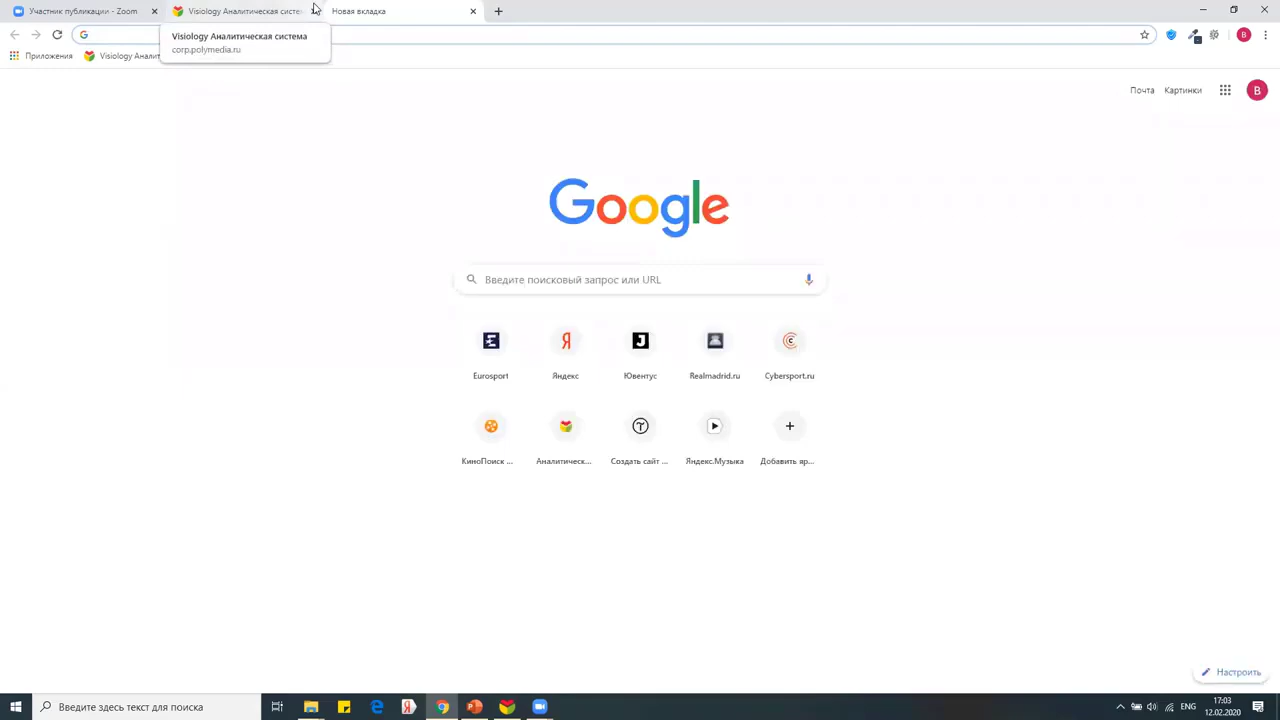 Участник публикации - Zoom
Visiology Аналитическая систем
Новая вкладка
Visiology Аналитическая система
corp.polymedia.ru
Приложения
Visiology Аналит
B
Почта
Картинки
B
Google
Введите поисковый запрос или URL
Eurosport
Яндекс
Ювентус
Realmadrid.ru
Cybersport.ru
КиноПоиск ...
Аналитическ...
Создать сайт ...
Яндекс.Музыка
Добавить яр...
Настроить
Введите здесь текст для поиска
ENG
17:03
12.02.2020